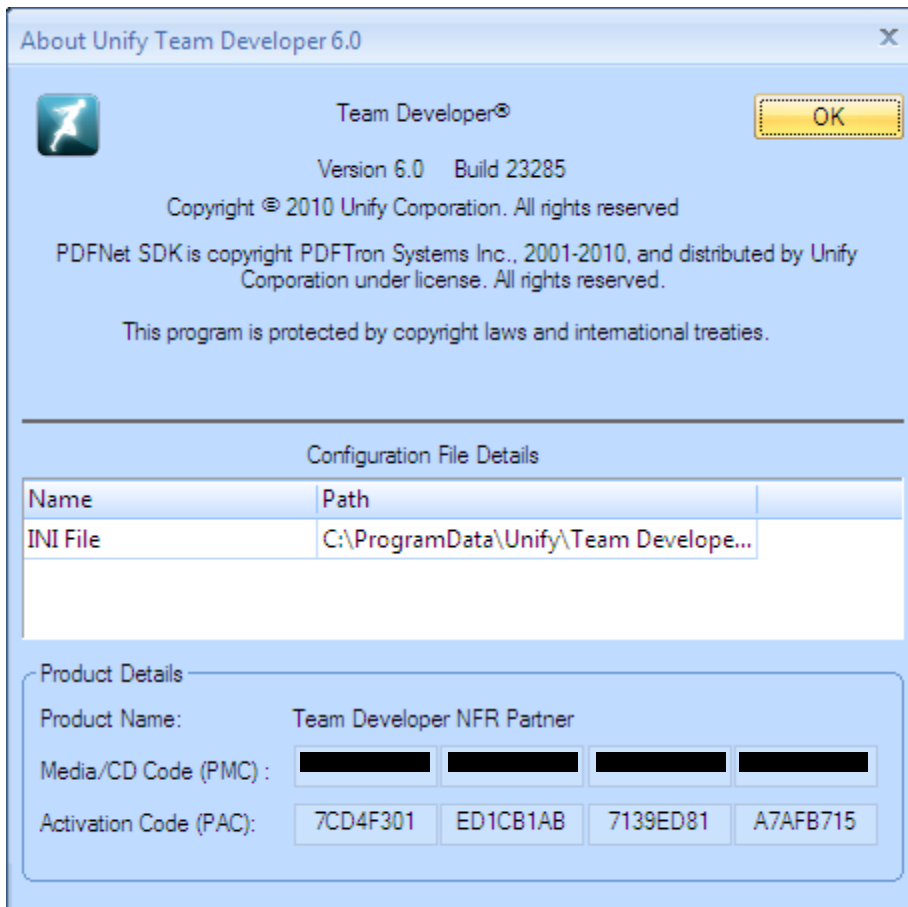 About Unify Team Developer 6.0
Team Developer®
OK
Version 6.0 Build 23285
Copyright ® 2010 Unify Corporation. All rights reserved
PDFNet SDK is copyright PDFTron Systems Inc., 2001-2010, and distributed by Unify
Corporation under license. All rights reserved.
This program is protected by copyright laws and international treaties.
Configuration File Details
Name Path
INI File C:\ProgramData\Unify\Team Develope...
Product Details
Product Name: Team Developer NFR Partner
Media/CD Code (PMC) :
Activation Code (PAC): 7CD4F301 ED1CB1AB 7139ED81 A7AFB715